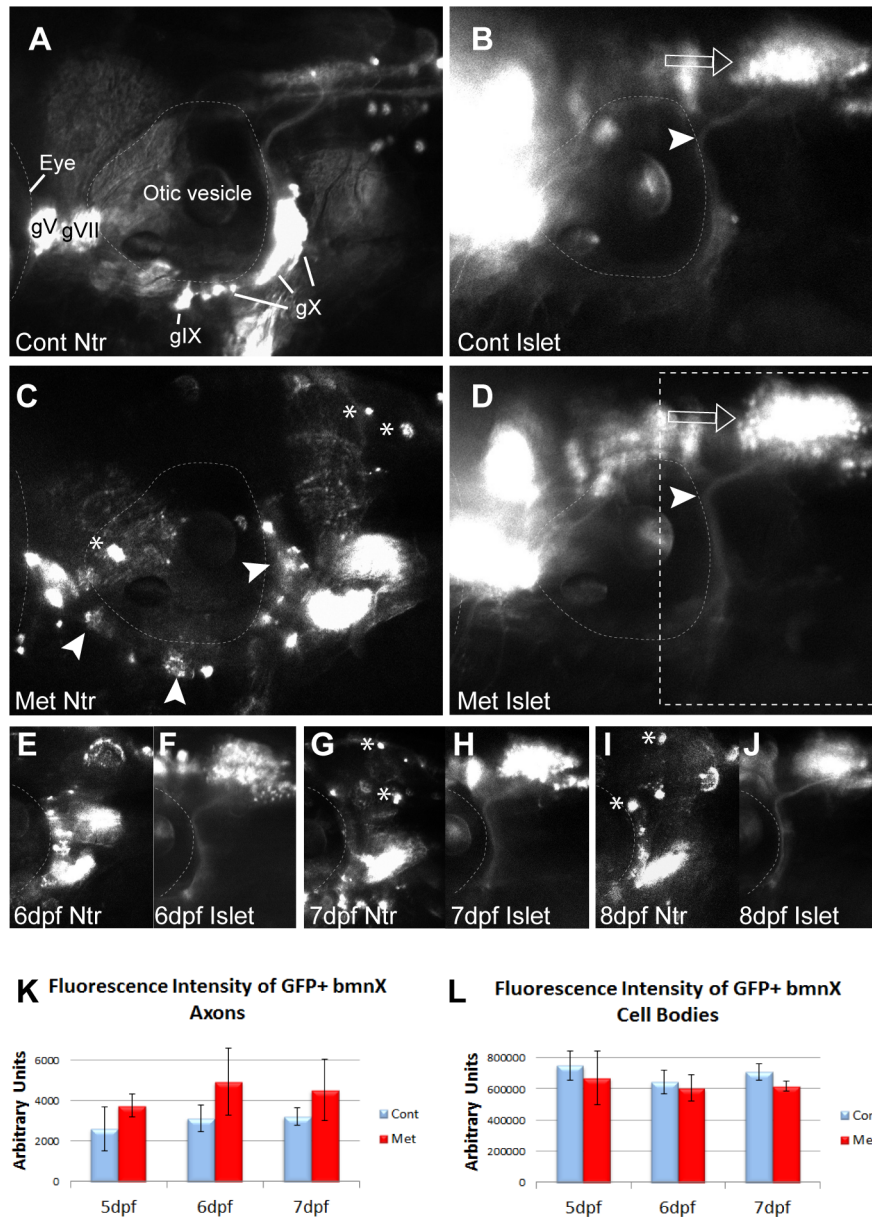 A
B
Eye
Otic vesicle
gV
gVII
gX
gIX
Cont Ntr
Cont Islet
C
D
*
*
*
Met Ntr
Met Islet
E
F
G
H
I
J
*
*
*
*
6dpf Ntr
6dpf Islet
7dpf Ntr
7dpf Islet
8dpf Ntr
8dpf Islet
K
Fluorescence Intensity of GFP+ bmnX
Axons
Arbitrary Units
6000
4000
2000
0
5dpf
6dpf
7dpf
Cont
Met
L
Fluorescence Intensity of GFP+ bmnX
Cell Bodies
Arbitrary Units
800000
600000
400000
200000
0
5dpf
6dpf
7dpf